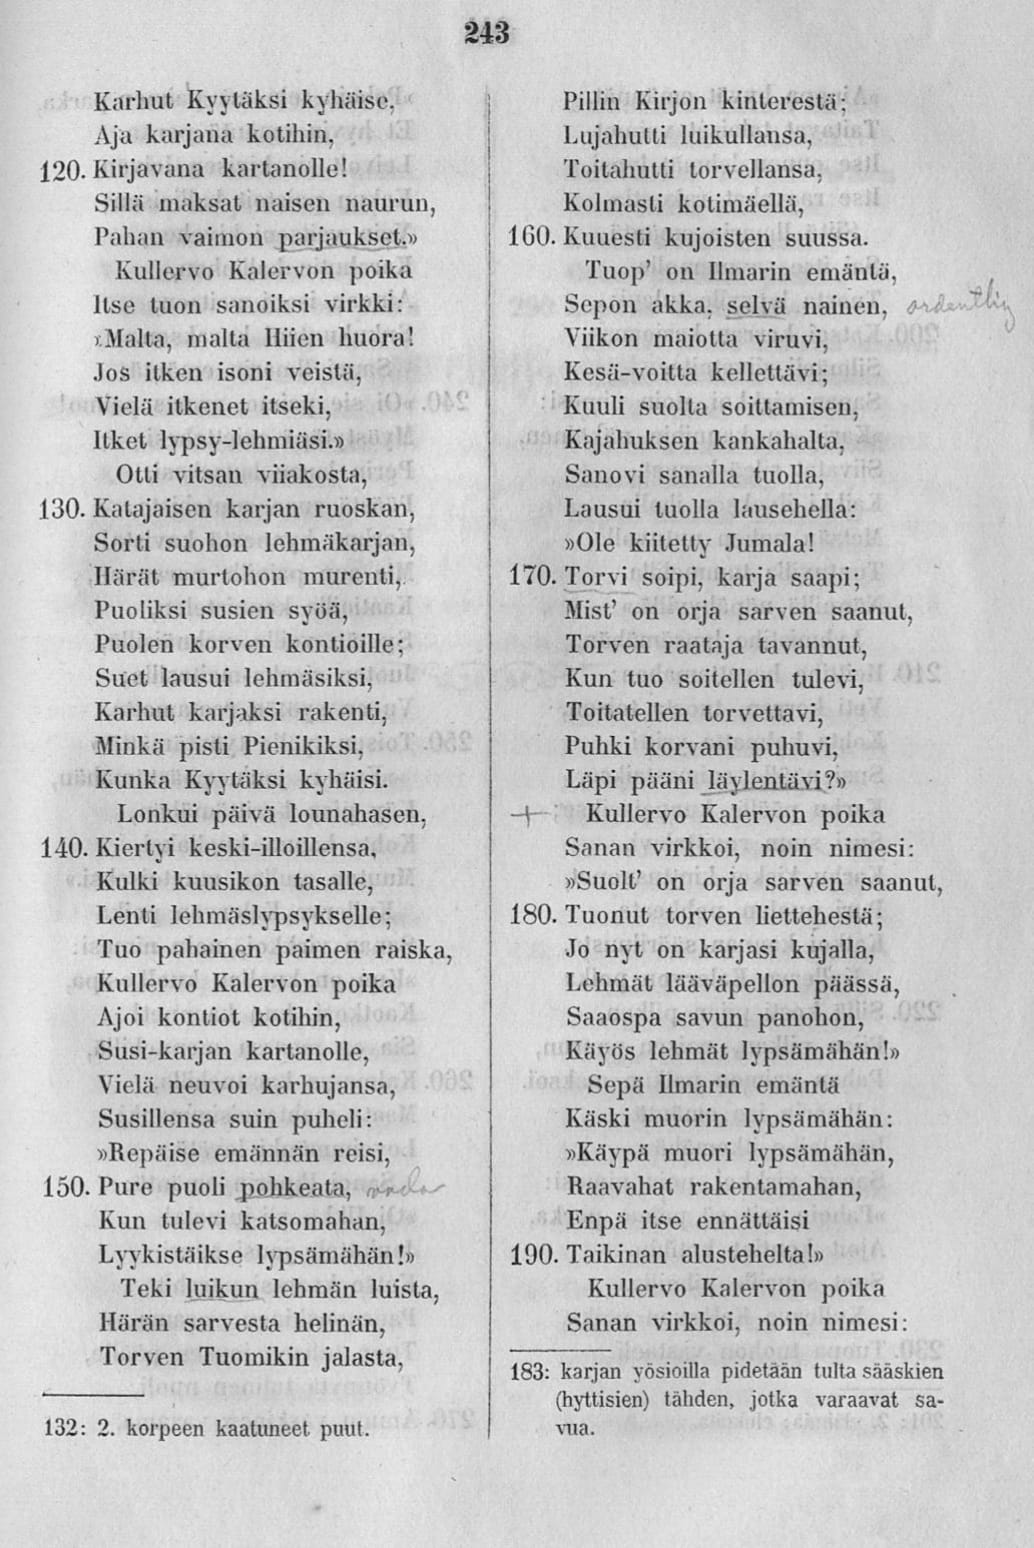 243
Karhut Kyytäksi kyhäise,
Aja karjana kotihin,
120. Kirjavana kartanolle!
Sillä maksat naisen naurun,
Pahan vaimon parjaukset.»
Kullervo Kalervon poika
Itse tuon sanoiksi virkki:
»Malta, malta Hiien huora!
Jos itken isoni veistä,
Vielä itkenet itseki,
Itket lypsy-lehmiäsi.»
Otti vitsan viiakosta,
130. Katajaisen karjan ruoskan,
Sorti suohon lehmäkarjan,
Härät murtohon murenti,
Puoliksi susien syöä,
Puolen korven kontioille;
Suet lausui lehmäsiksi,
Karhut karjaksi rakenti,
Minkä pisti Pienikiksi,
Kunka Kyytäksi kyhäisi.
Lonkui päivä lounahasen,
140. Kiertyi keski-illoillensa,
Kulki kuusikon tasalle,
Lenti lehmäslypsykselle;
Tuo pahainen paimen raiska,
Kullervo Kalervon poika
Ajoi kontiot kotihin,
Susi-karjan kartanolle,
Vielä neuvoi karhujansa,
Susillensa suin puheli:
»Repäise emännän reisi,
150. Pure puoli pohkeata,
Kun tulevi katsomahan,
Lyykistäikse lypsämähän!»
Teki luikun lehmän luista,
Härän sarvesta helinän,
Torven Tuomikin jalasta,
132: 2. korpeen kaatuneet puut.
Pillin Kirjon kinterestä;
Lujahutti luikullansa,
Toitahutti torvellansa,
Kolmasti kotimäellä,
160. Kuuesti kujoisten suussa.
Tuop' on Ilmarin emäntä,
Sepon akka, selvä nainen, ordentlig
Viikon maiotta viruvi,
Kesä-voitta kellettävi;
Kuuli suolta soittamisen,
Kajahuksen kankahalta,
Sanovi sanalla tuolla,
Lausui tuolla lausehella:
»Ole kiitetty Jumala!
170. Torvi soipi, karja saapi;
Mist' on orja sarven saanut,
Torven raataja tavannut,
Kun tuo soitellen tulevi,
Toitatellen torvettavi,
Puhki korvani puhuvi,
Läpi pääni läylentävi?»
+ Kullervo Kalervon poika
Sanan virkkoi, noin nimesi:
»Suolt' on orja sarven saanut,
180. Tuonut torven liettehestä;
Jo nyt on karjasi kujalla,
Lehmät lääväpellon päässä,
Saaospa savun panohon,
Käyös lehmät lypsämähän!»
Sepä Ilmarin emäntä
Käski muorin lypsämähän:
»Käypä muori lypsämähän,
Raavahat rakentamahan,
Enpä itse ennättäisi
190. Taikinan alustehelta!»
Kullervo Kalervon poika
Sanan virkkoi, noin nimesi:
183: karjan yösioilla pidetään tulta sääskien
(hyttisien) tähden, jotka varaavat sa-
vua.